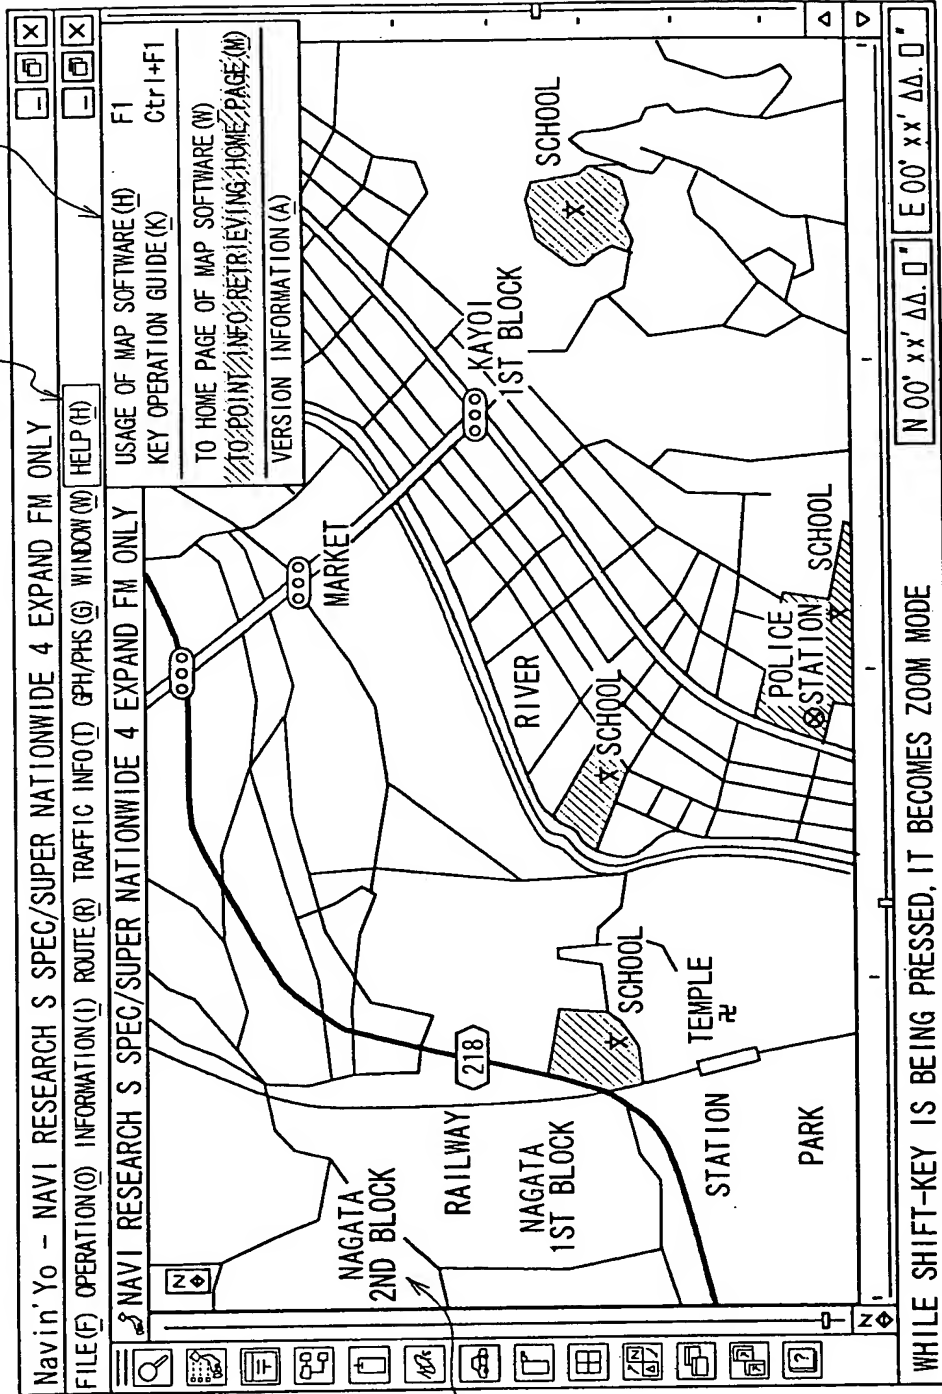 Navin'Yo – NAVI RESEARCH S SPEC/SUPER NATIONWIDE 4 EXPAND FM ONLY
FILE(F) OPERATION(O) INFORMATION(I) ROUTE(R) TRAFFIC INFO(T) GPH/PHS(G) WINDOW(W) HELP(H)
NAVI RESEARCH S SPEC/SUPER NATIONWIDE 4 EXPAND FM ONLY
USAGE OF MAP SOFTWARE(H) F1
KEY OPERATION GUIDE(K) Ctrl+F1
TO HOME PAGE OF MAP SOFTWARE(W)
TO POINT INFO RETRIEVING HOME PAGE(M)
VERSION INFORMATION(A)
N
NAGATA
2ND BLOCK
RAILWAY
218
NAGATA
1ST BLOCK
STATION
PARK
SCHOOL
TEMPLE
卍
MARKET
KAYOI
1ST BLOCK
RIVER
SCHOOL
POLICE
STATION
SCHOOL
SCHOOL
N
WHILE SHIFT-KEY IS BEING PRESSED, IT BECOMES ZOOM MODE
N 00' xx' ΔΔ. □"
E 00' xx' ΔΔ. □"